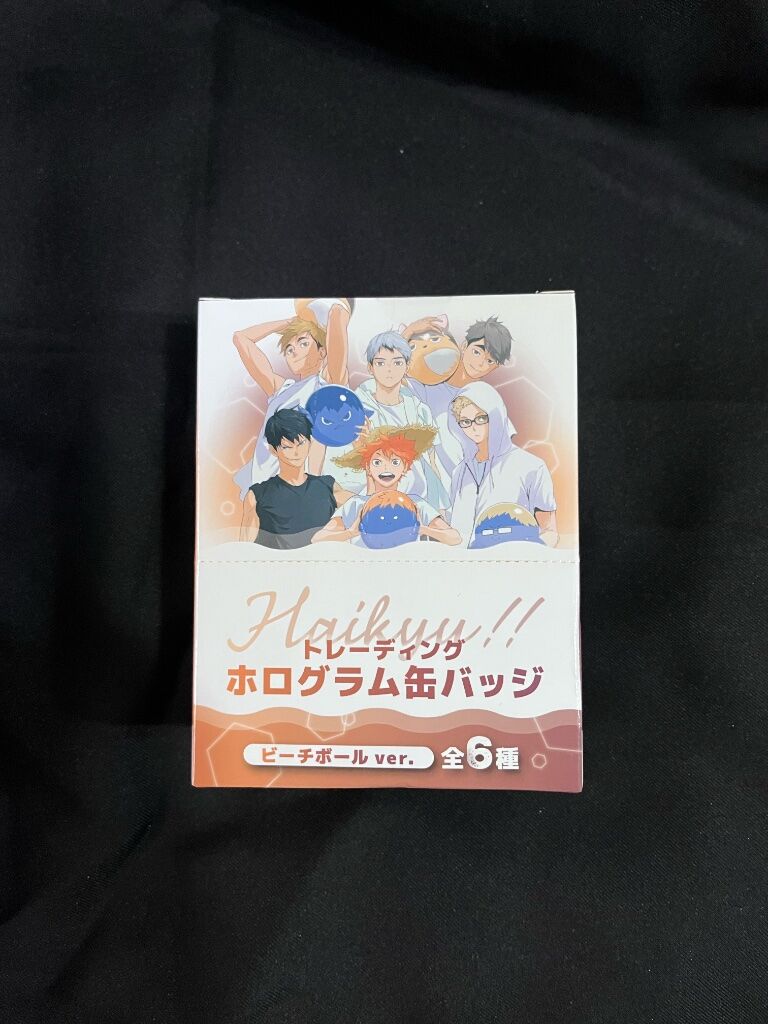 Haikyu!!
トレーディング
ホログラム缶バッジ
ビーチボール ver.
全6種